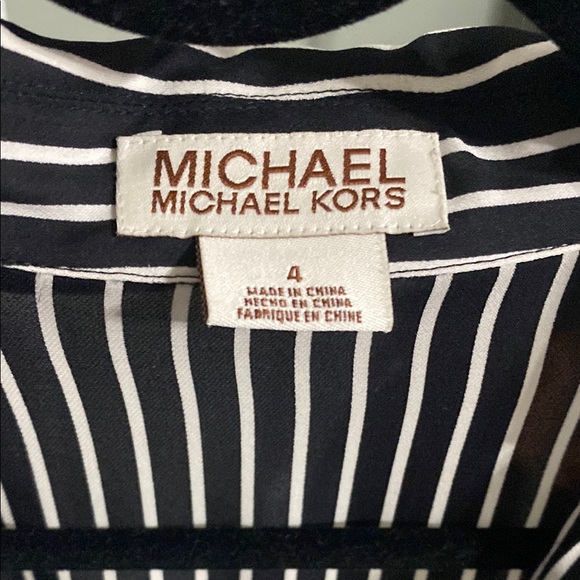 MICHAEL
MICHAEL KORS
4
MADE IN CHINA
HECHO EN CHINA
FABRIQUE EN CHINE